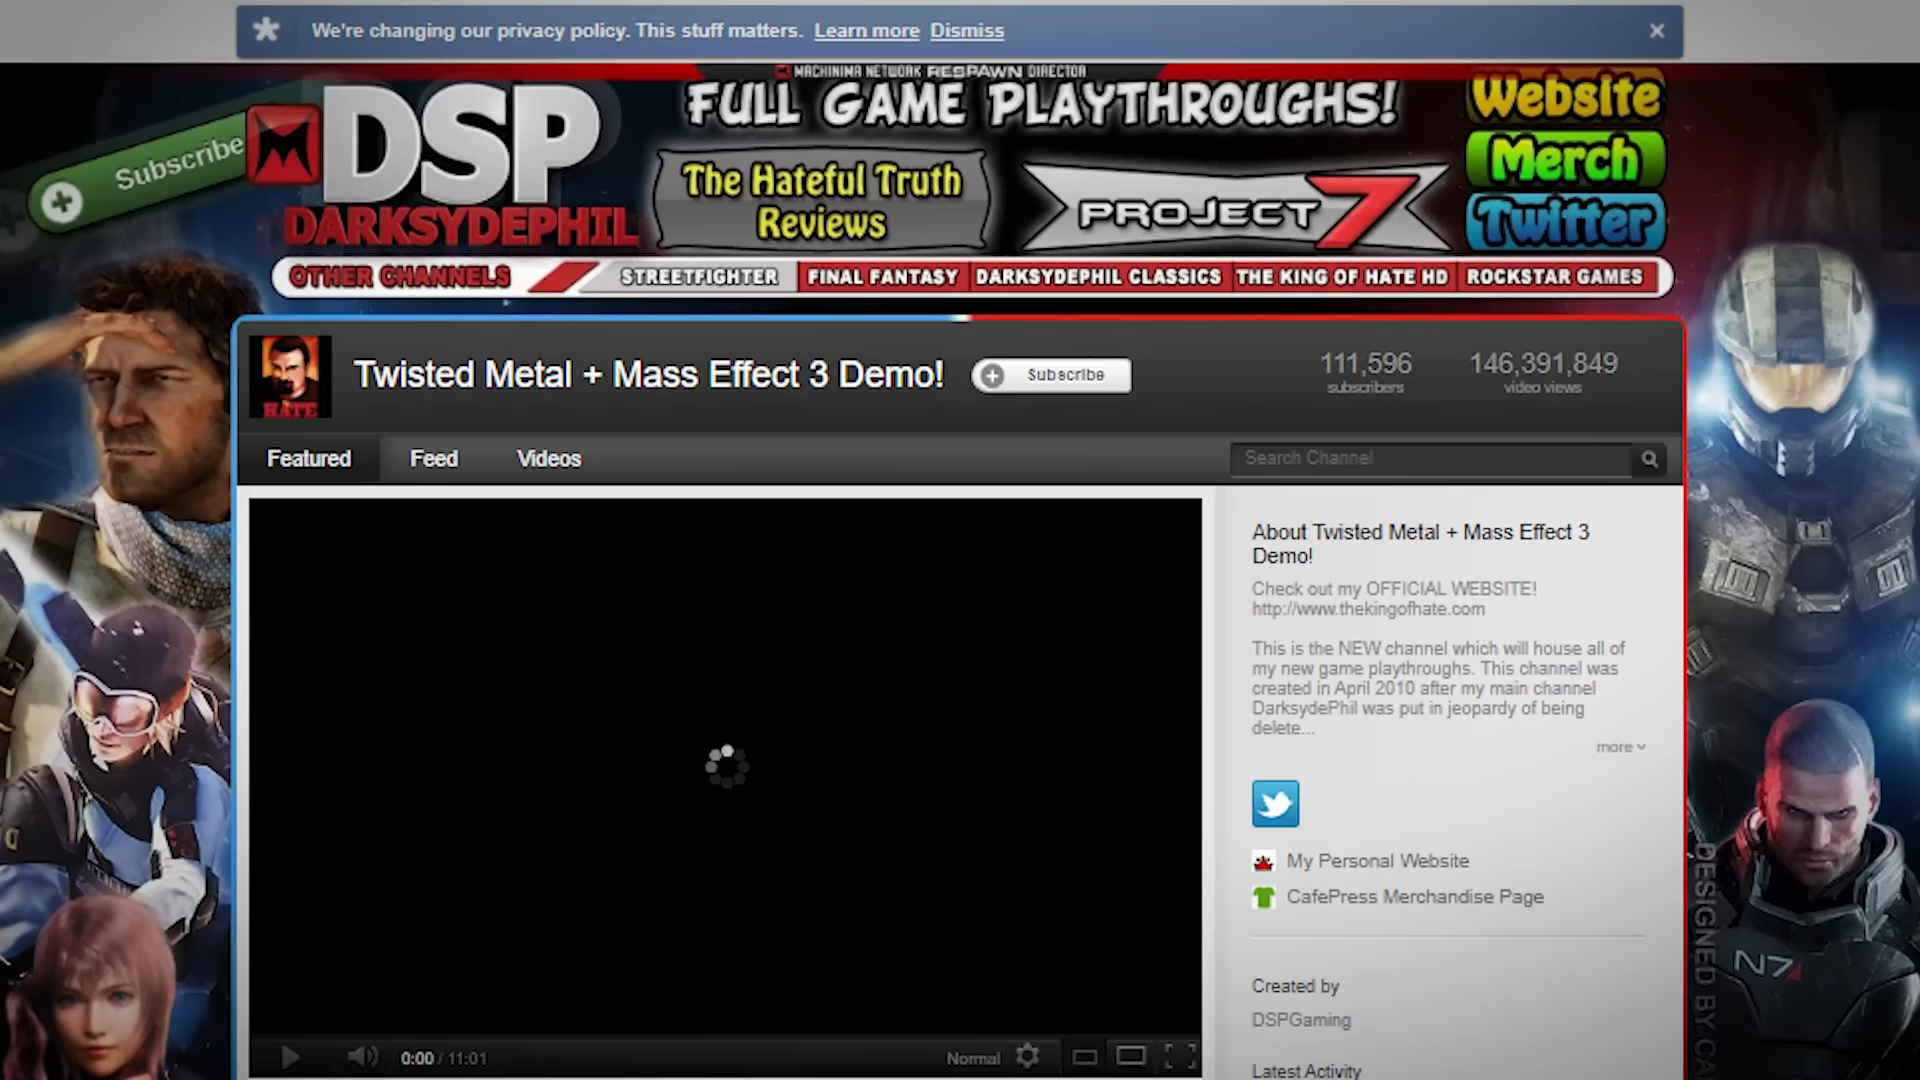 We're changing our privacy policy. This stuff matters. Learn more Dismiss
MACHINIMA NETWORK RESPAWN DIRECTOR
FULL GAME PLAYTHROUGHS!
Website
Subscribe
DSP
DARKSYDEPHIL
The Hateful Truth
Reviews
PROJECT 7
Merch
Twitter
OTHER CHANNELS STREETFIGHTER FINAL FANTASY DARKSYDEPHIL CLASSICS THE KING OF HATE HD ROCKSTAR GAMES
HATE
Twisted Metal + Mass Effect 3 Demo!
Subscribe
111,596
subscribers
146,391,849
video views
Featured Feed Videos
Search Channel
About Twisted Metal + Mass Effect 3
Demo!
Check out my OFFICIAL WEBSITE!
http://www.thekingofhate.com
This is the NEW channel which will house all of
my new game playthroughs. This channel was
created in April 2010 after my main channel
DarksydePhil was put in jeopardy of being
delete...
more
My Personal Website
CafePress Merchandise Page
Created by
DSPGaming
Latest Activity
0:00 / 11:01
Normal
N7
DESIGNED BY CA